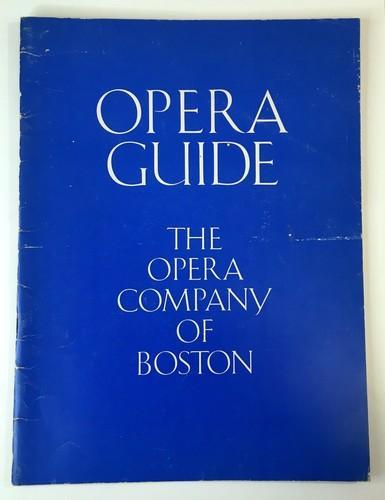 OPERA
GUIDE
THE
OPERA
COMPANY
OF
BOSTON